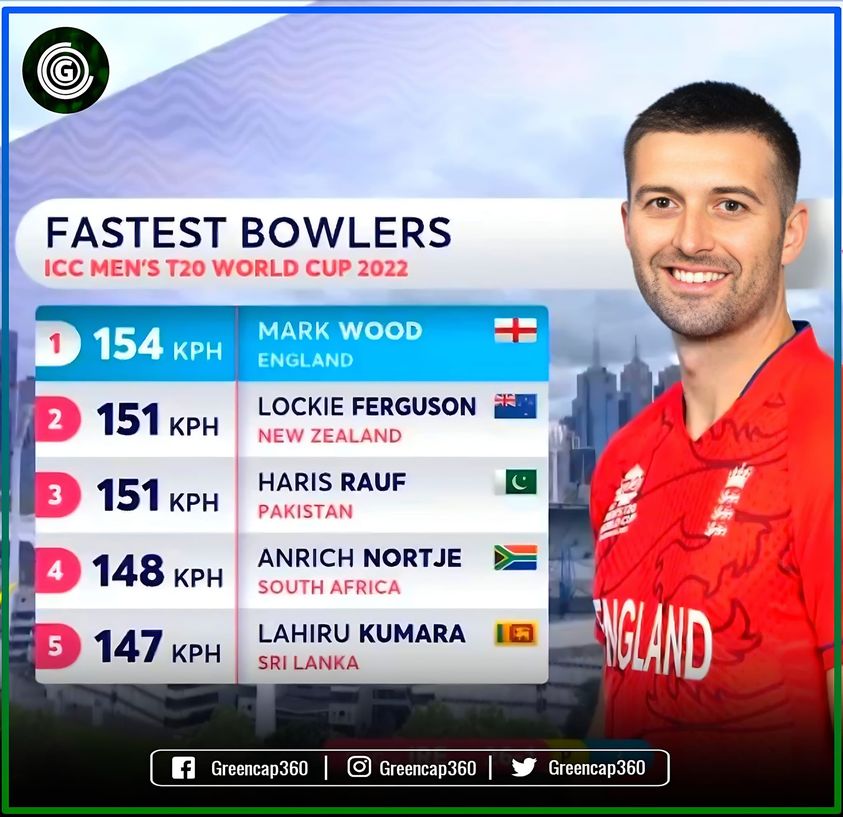 G
FASTEST BOWLERS
ICC MEN'S T20 WORLD CUP 2022
1 154 KPH MARK WOOD
ENGLAND
2 151 KPH LOCKIE FERGUSON
NEW ZEALAND
3 151 KPH HARIS RAUF
PAKISTAN
4 148 KPH ANRICH NORTJE
SOUTH AFRICA
5 147 KPH LAHIRU KUMARA
SRI LANKA
WORLD CUP
ENGLAND
Greencap360 | Greencap360 | Greencap360